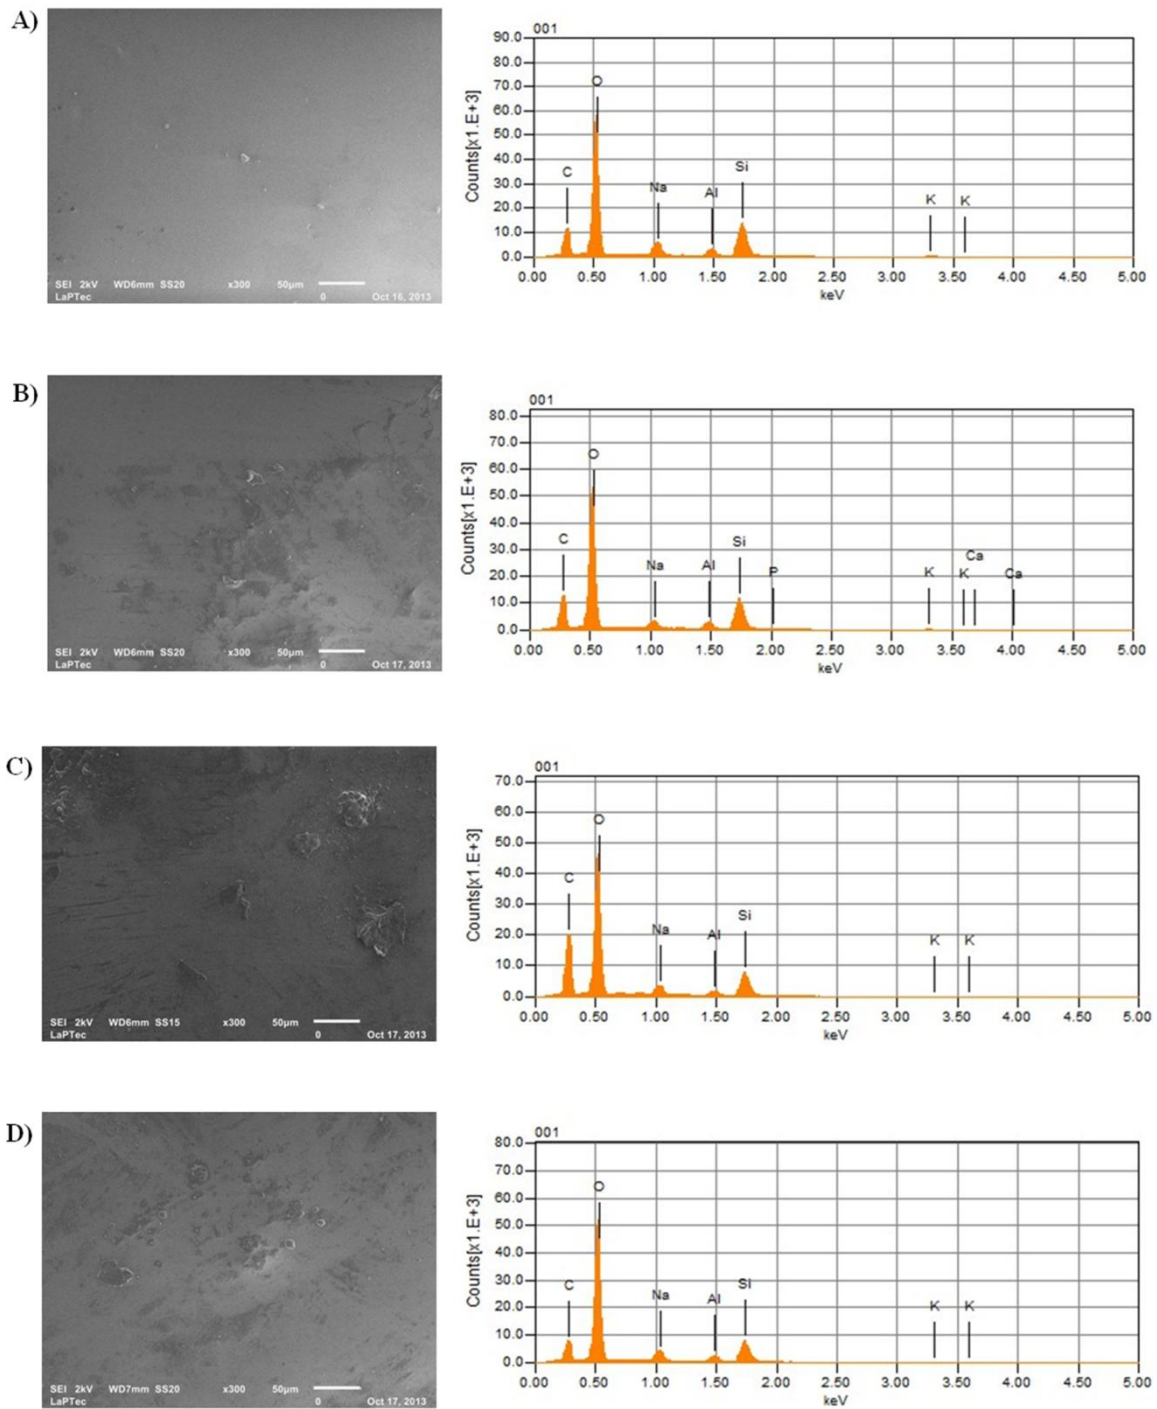 A)
SEI 2kV WD6mm SS20 x300 50µm
LaPTec 0 Oct 16, 2013
001
Counts[x1.E+3]
90.0
80.0
70.0
60.0
50.0
40.0
30.0
20.0
10.0
0.0
O
C
Na
Al
Si
K
K
0.00 0.50 1.00 1.50 2.00 2.50 3.00 3.50 4.00 4.50 5.00
keV
B)
SEI 2kV WD6mm SS20 x300 50µm
LaPTec 0 Oct 17, 2013
001
Counts[x1.E+3]
80.0
70.0
60.0
50.0
40.0
30.0
20.0
10.0
0.0
O
C
Na
Al
Si
P
K
K
Ca
Ca
0.00 0.50 1.00 1.50 2.00 2.50 3.00 3.50 4.00 4.50 5.00
keV
C)
SEI 2kV WD6mm SS15 x300 50µm
LaPTec 0 Oct 17, 2013
001
Counts[x1.E+3]
70.0
60.0
50.0
40.0
30.0
20.0
10.0
0.0
O
C
Na
Al
Si
K
K
0.00 0.50 1.00 1.50 2.00 2.50 3.00 3.50 4.00 4.50 5.00
keV
D)
SEI 2kV WD7mm SS20 x300 50µm
LaPTec 0 Oct 17, 2013
001
Counts[x1.E+3]
80.0
70.0
60.0
50.0
40.0
30.0
20.0
10.0
0.0
O
C
Na
Al
Si
K
K
0.00 0.50 1.00 1.50 2.00 2.50 3.00 3.50 4.00 4.50 5.00
keV